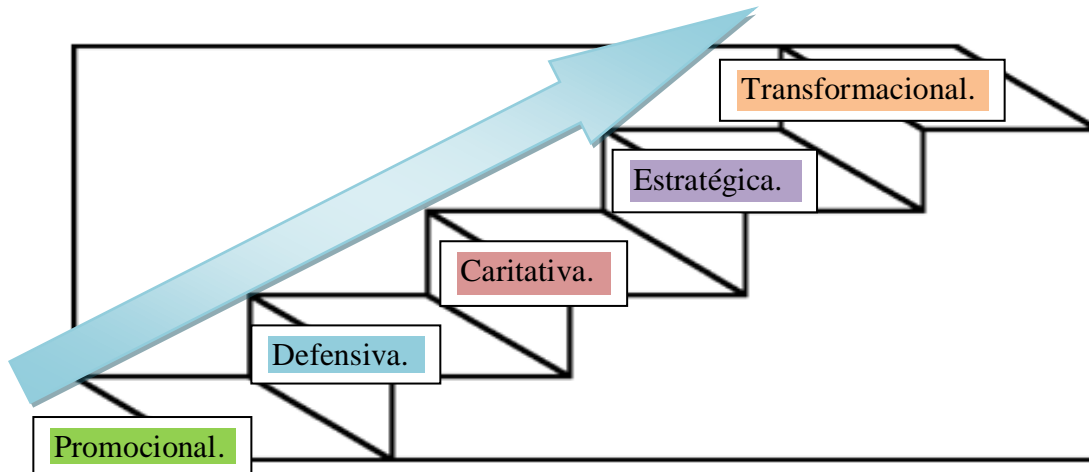 Transformacional.
Estratégica.
Caritativa.
Defensiva.
Promocional.